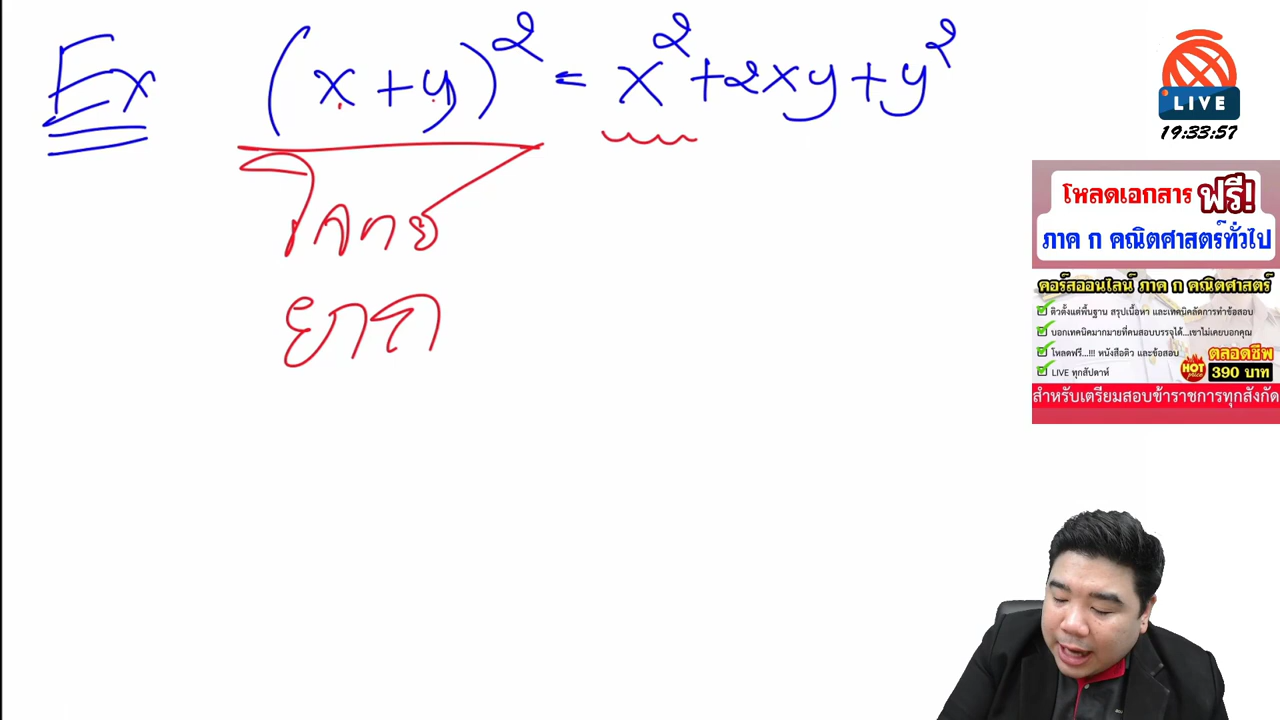 Ex (x+y)² = x²+2xy+y²
โจทย์
ยาก
LIVE
19:33:57
โหลดเอกสาร ฟรี!
ภาค ก คณิตศาสตร์ทั่วไป
คอร์สออนไลน์ ภาค ก คณิตศาสตร์
ติวตั้งแต่พื้นฐาน สรุปเนื้อหา และเทคนิคลัดการทำข้อสอบ
บอกเทคนิคมากมายที่คนสอบบรรจุได้...เขาไม่เคยบอกคุณ
โหลดฟรี...!!! หนังสือติว และข้อสอบ
LIVE ทุกสัปดาห์
HOT price
ตลอดชีพ
390 บาท
สำหรับเตรียมสอบข้าราชการทุกสังกัด